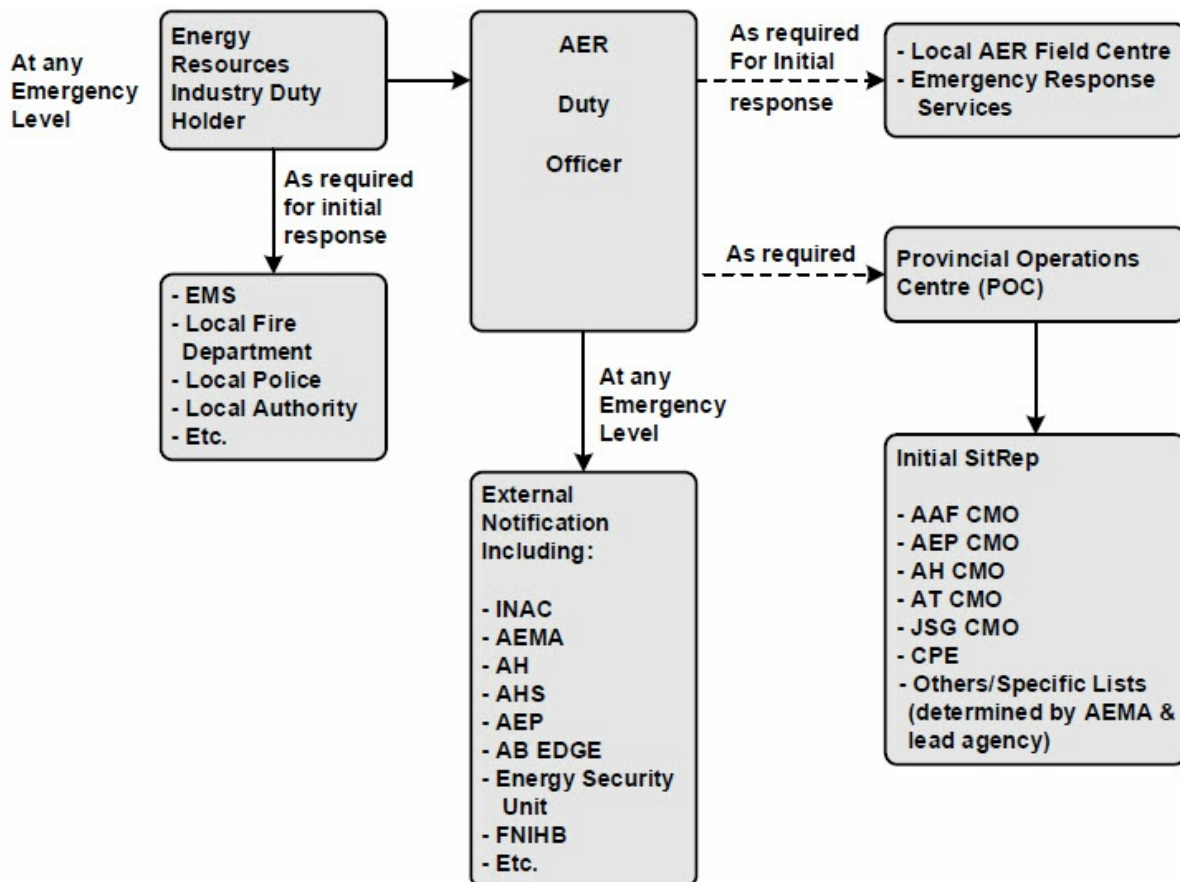 At any
Emergency
Level
Energy
Resources
Industry Duty
Holder
AER
Duty
Officer
As required
For Initial
response
- Local AER Field Centre
- Emergency Response
Services
As required
for initial
response
- EMS
- Local Fire
Department
- Local Police
- Local Authority
- Etc.
As required
Provincial Operations
Centre (POC)
At any
Emergency
Level
External
Notification
Including:
- INAC
- AEMA
- AH
- AHS
- AEP
- AB EDGE
- Energy Security
Unit
- FNIHB
- Etc.
Initial SitRep
- AAF CMO
- AEP CMO
- AH CMO
- AT CMO
- JSG CMO
- CPE
- Others/Specific Lists
(determined by AEMA &
lead agency)